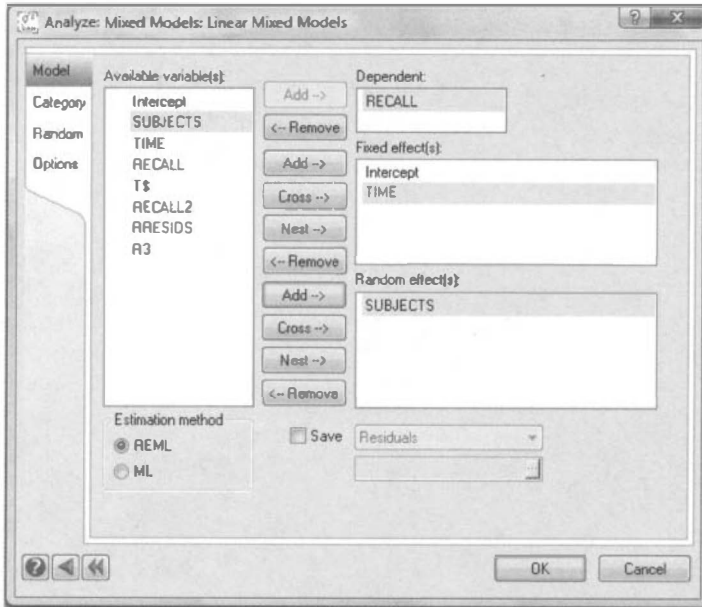 Analyze: Mixed Models: Linear Mixed Models
Model
Category
Random
Options
Available variable(s):
Intercept
SUBJECTS
TIME
RECALL
T$
RECALL2
RRESIDS
R3
Add -->
<-- Remove
Add -->
Cross -->
Nest -->
<-- Remove
Add -->
Cross -->
Nest -->
<-- Remove
Dependent:
RECALL
Fixed effect(s):
Intercept
TIME
Random effect(s):
SUBJECTS
Estimation method
REML
ML
Save
Residuals
...
OK
Cancel